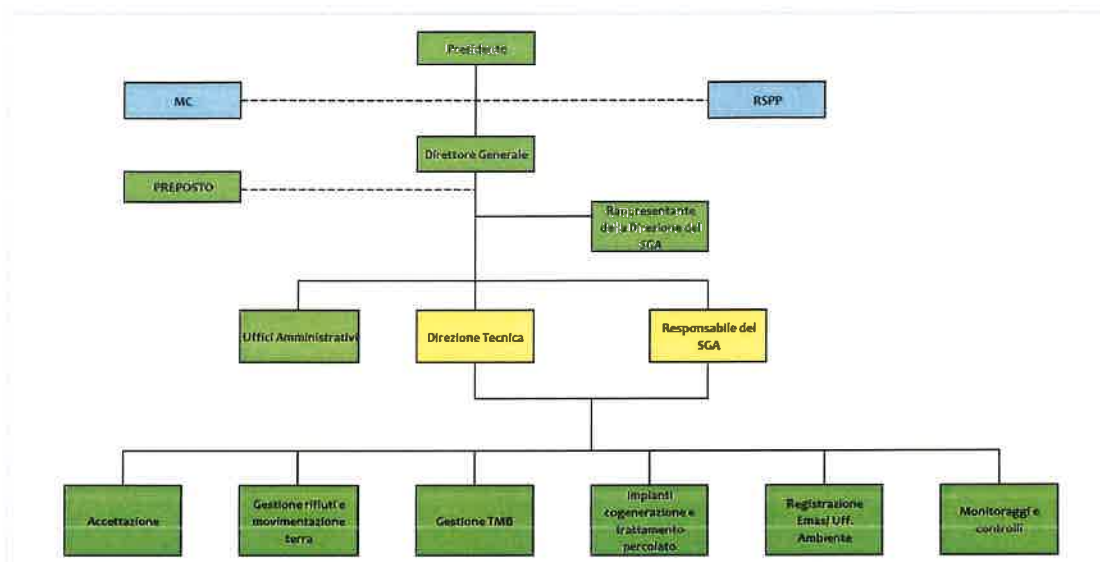 Presidente
MC
RSPP
Direttore Generale
PREPOSTO
Rappresentante
della Direzione del
SGA
Uffici Amministrativi
Direzione Tecnica
Responsabile del
SGA
Accettazione
Gestione rifiuti e
movimentazione
terra
Gestione TMB
Impianti
cogenerazione e
trattamento
percolato
Registrazione
Emas/ Uff.
Ambiente
Monitoraggi e
controlli